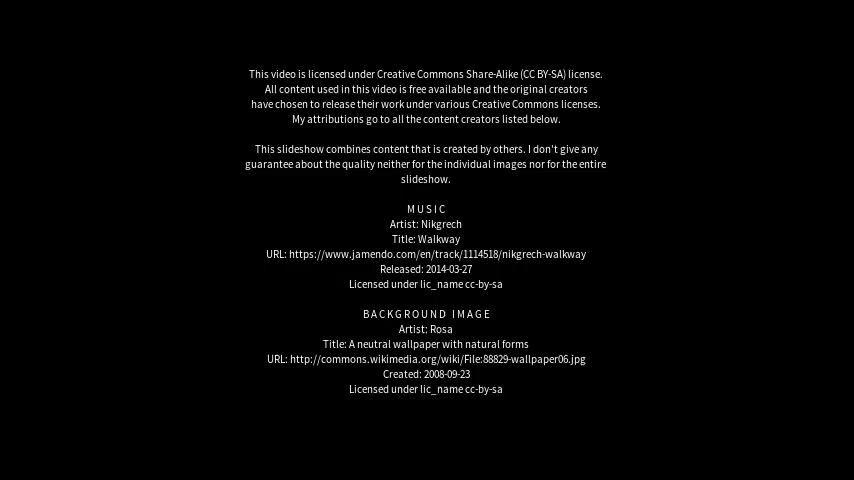 This video is licensed under Creative Commons Share-Alike (CC BY-SA) license.
All content used in this video is free available and the original creators
have chosen to release their work under various Creative Commons licenses.
My attributions go to all the content creators listed below.
This slideshow combines content that is created by others. I don't give any
guarantee about the quality neither for the individual images nor for the entire
slideshow.
MUSIC
Artist: Nikgrech
Title: Walkway
URL: https://www.jamendo.com/en/track/1114518/nikgrech-walkway
Released: 2014-03-27
Licensed under lic_name cc-by-sa
BACKGROUND IMAGE
Artist: Rosa
Title: A neutral wallpaper with natural forms
URL: http://commons.wikimedia.org/wiki/File:88829-wallpaper06.jpg
Created: 2008-09-23
Licensed under lic_name cc-by-sa